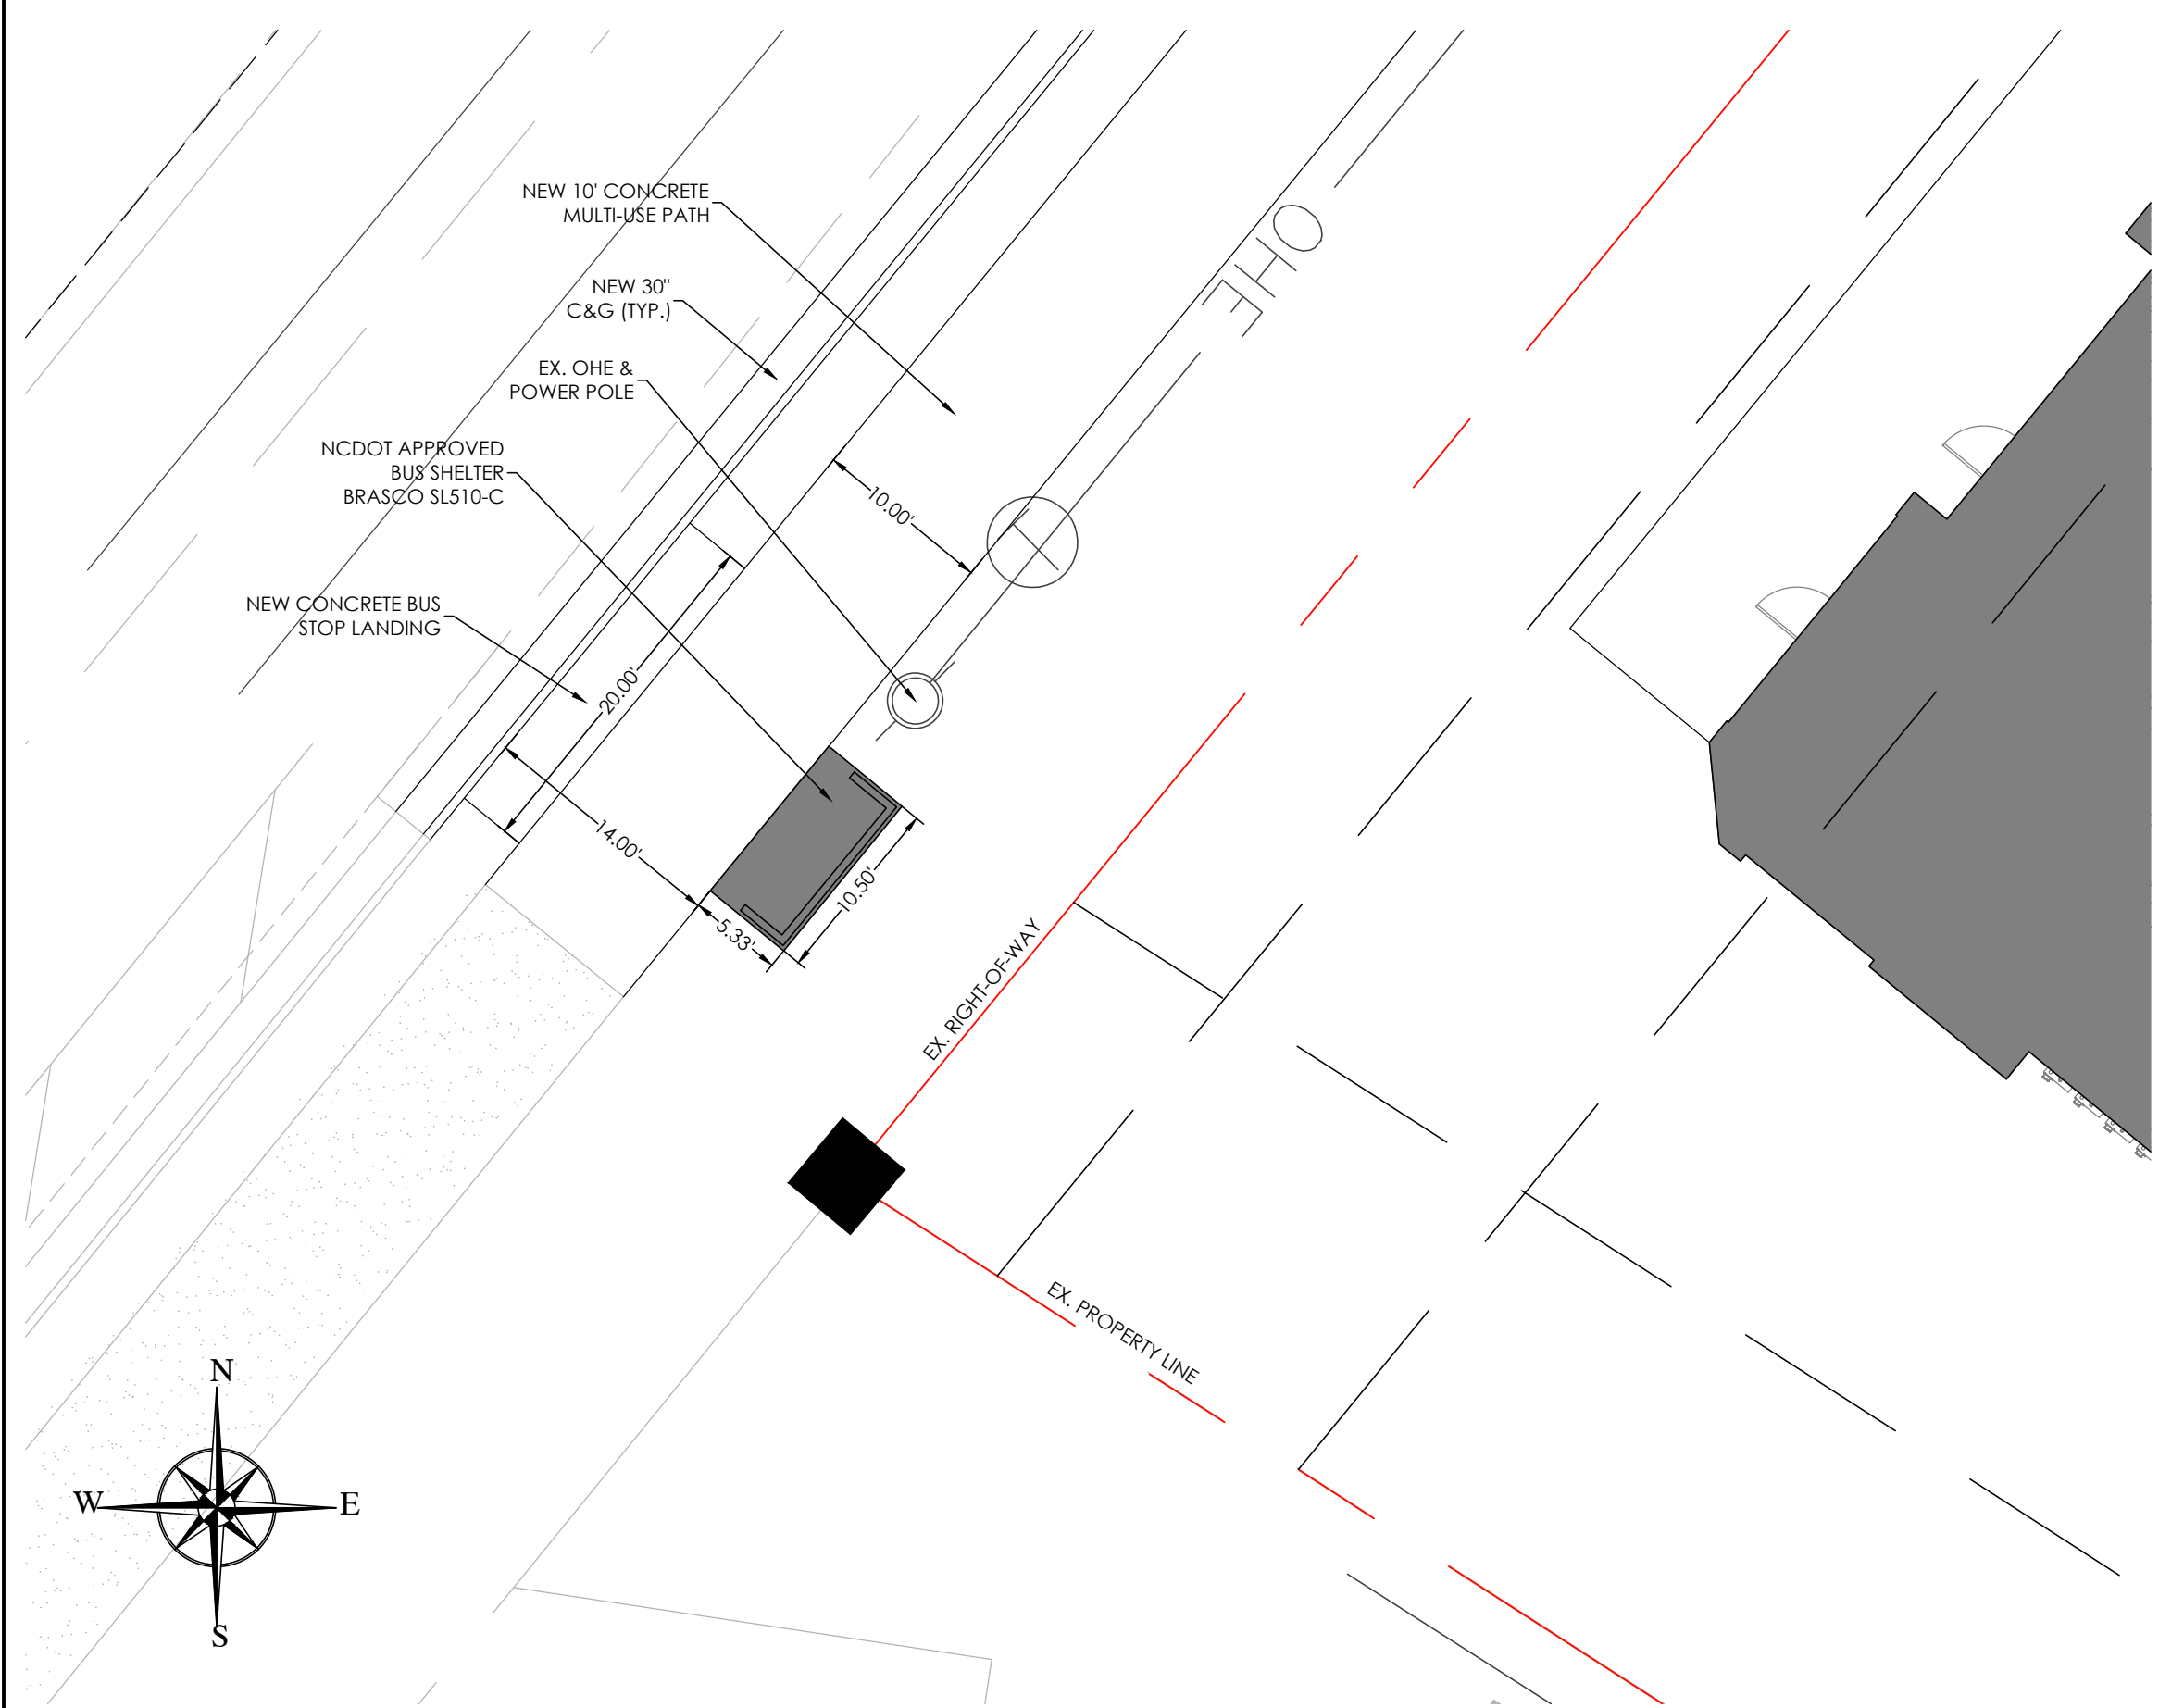 NEW 10' CONCRETE
MULTI-USE PATH
NEW 30"
C&G (TYP.)
EX. OHE &
POWER POLE
NCDOT APPROVED
BUS SHELTER
BRASCO SL510-C
NEW CONCRETE BUS
STOP LANDING
OHE
10.00'
20.00'
14.00'
5.33'
10.50'
EX. RIGHT-OF-WAY
EX. PROPERTY LINE
N
W
E
S